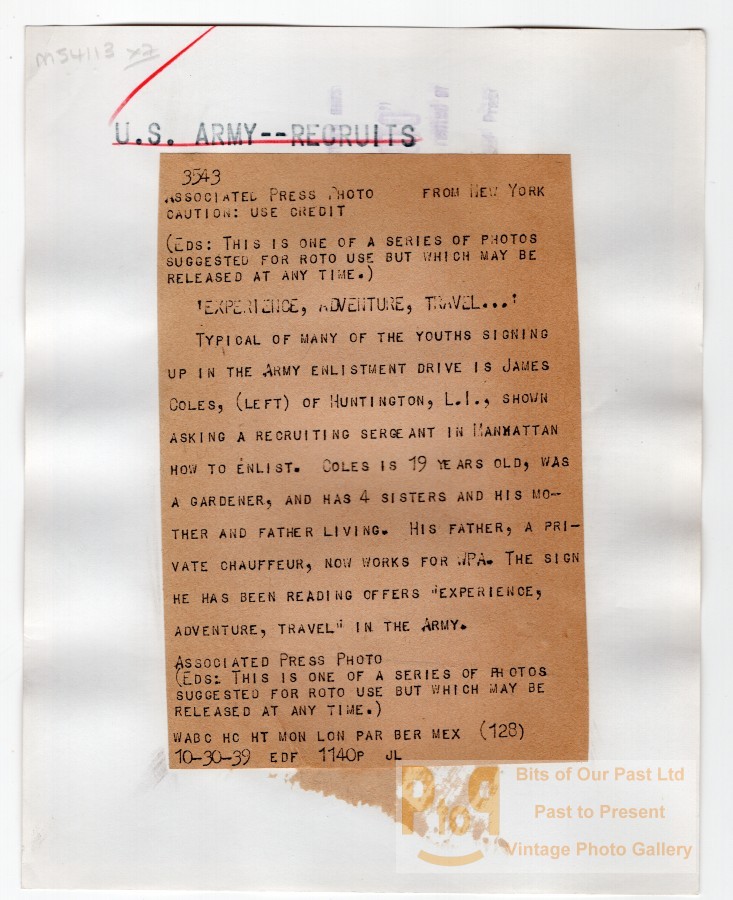 M54113 X2
U.S. ARMY--RECRUITS
3543
ASSOCIATED PRESS PHOTO FROM NEW YORK
CAUTION: USE CREDIT
(EDS: THIS IS ONE OF A SERIES OF PHOTOS
SUGGESTED FOR ROTO USE BUT WHICH MAY BE
RELEASED AT ANY TIME.)
'EXPERIENCE, ADVENTURE, TRAVEL...'
TYPICAL OF MANY OF THE YOUTHS SIGNING
UP IN THE ARMY ENLISTMENT DRIVE IS JAMES
COLES, (LEFT) OF HUNTINGTON, L.I., SHOWN
ASKING A RECRUITING SERGEANT IN MANHATTAN
HOW TO ENLIST. COLES IS 19 YEARS OLD, WAS
A GARDENER, AND HAS 4 SISTERS AND HIS MO-
THER AND FATHER LIVING. HIS FATHER, A PRI-
VATE CHAUFFEUR, NOW WORKS FOR WPA. THE SIGN
HE HAS BEEN READING OFFERS "EXPERIENCE,
ADVENTURE, TRAVEL" IN THE ARMY.
ASSOCIATED PRESS PHOTO
(EDS: THIS IS ONE OF A SERIES OF PHOTOS
SUGGESTED FOR ROTO USE BUT WHICH MAY BE
RELEASED AT ANY TIME.)
WABC HC HT MON LON PAR BER MEX (128)
10-30-39 EDF 1140P JL
Bits of Our Past Ltd
Past to Present
Vintage Photo Gallery
P to P